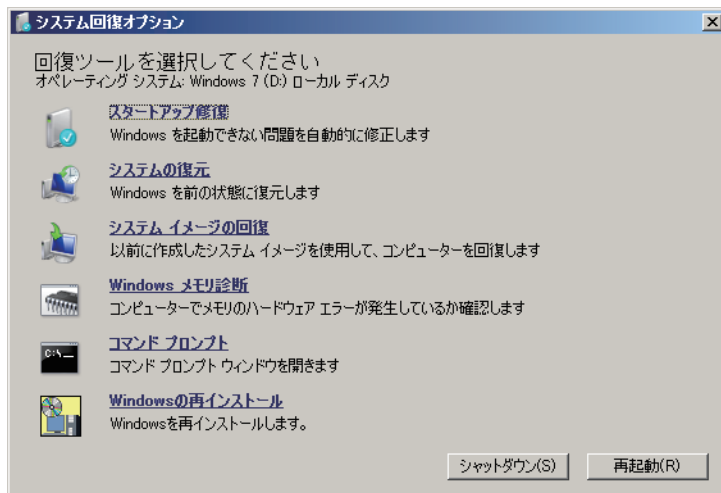 システム回復オプション
回復ツールを選択してください
オペレーティング システム: Windows 7 (D:) ローカル ディスク
スタートアップ修復
Windows を起動できない問題を自動的に修正します
システムの復元
Windows を前の状態に復元します
システム イメージの回復
以前に作成したシステム イメージを使用して、コンピューターを回復します
Windows メモリ診断
コンピューターでメモリのハードウェア エラーが発生しているか確認します
C:\_
コマンド プロンプト
コマンド プロンプト ウィンドウを開きます
Windowsの再インストール
Windowsを再インストールします。
シャットダウン(S)
再起動(R)